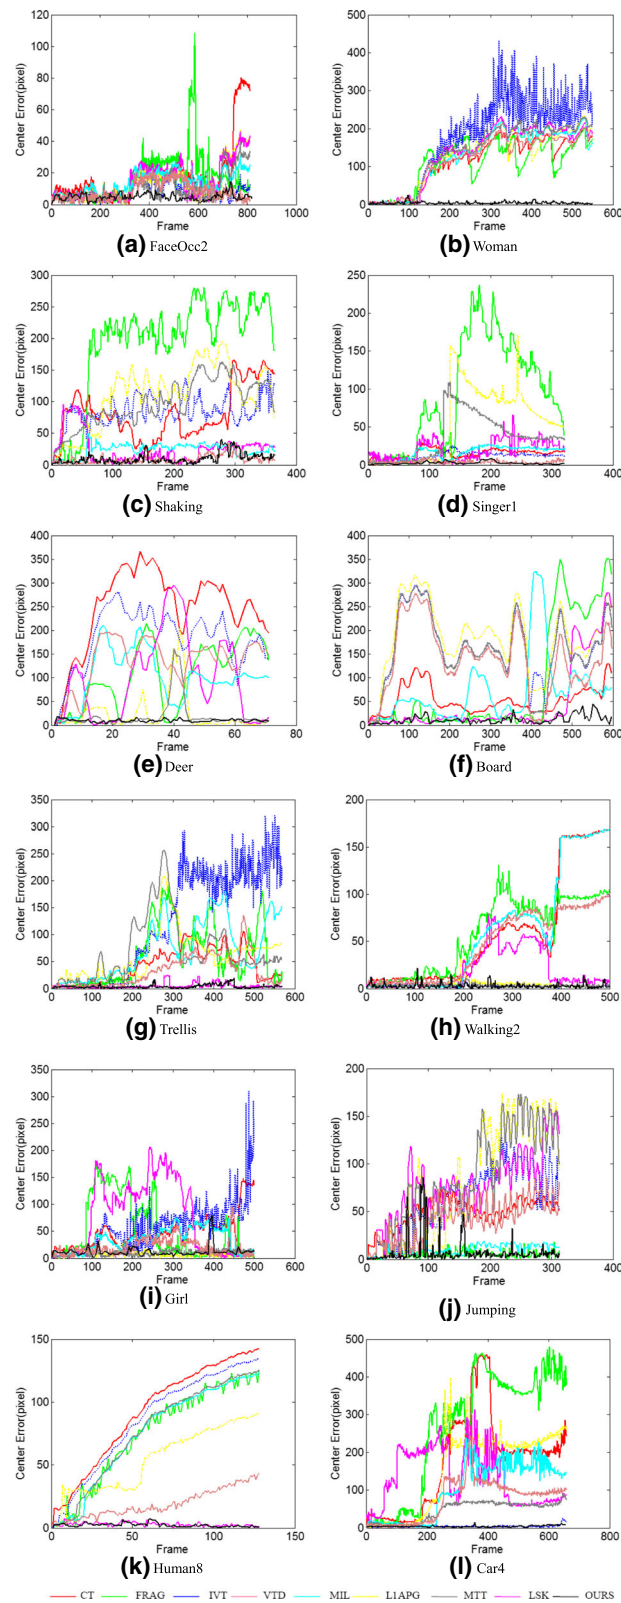 Center Error(pixel)
120
100
80
60
40
20
0
0 200 400 600 800 1000
Frame
(a) FaceOcc2
Center Error(pixel)
500
400
300
200
100
0
0 100 200 300 400 500 600
Frame
(b) Woman
Center Error(pixel)
300
250
200
150
100
50
0
0 100 200 300 400
Frame
(c) Shaking
Center Error(pixel)
250
200
150
100
50
0
0 100 200 300 400
Frame
(d) Singer1
Center Error(pixel)
400
350
300
250
200
150
100
50
0
0 20 40 60 80
Frame
(e) Deer
Center Error(pixel)
400
350
300
250
200
150
100
50
0
0 100 200 300 400 500 600
Frame
(f) Board
Center Error(pixel)
350
300
250
200
150
100
50
0
0 100 200 300 400 500 600
Frame
(g) Trellis
Center Error(pixel)
200
150
100
50
0
0 100 200 300 400 500
Frame
(h) Walking2
Center Error(pixel)
350
300
250
200
150
100
50
0
0 100 200 300 400 500 600
Frame
(i) Girl
Center Error(pixel)
200
150
100
50
0
0 100 200 300 400
Frame
(j) Jumping
Center Error(pixel)
150
100
50
0
0 50 100 150
Frame
(k) Human8
Center Error(pixel)
500
400
300
200
100
0
0 200 400 600 800
Frame
(l) Car4
CT FRAG IVT VTD MIL L1APG MTT LSK OURS